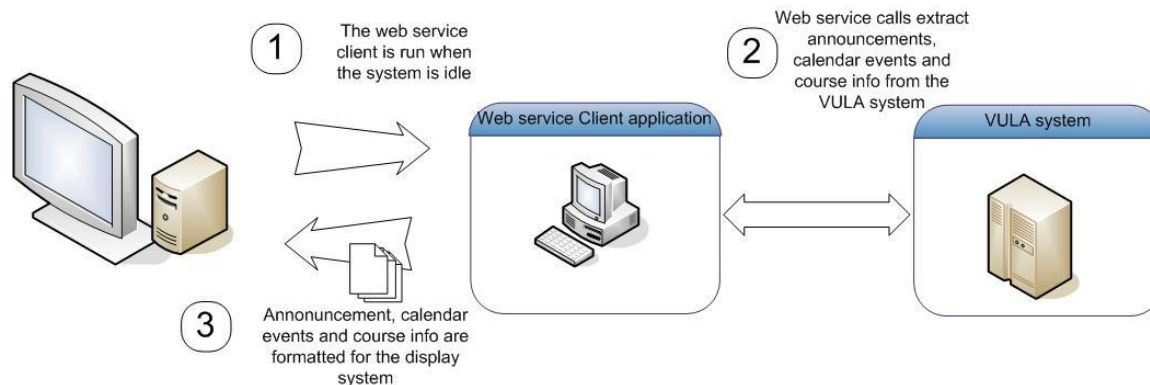 1
The web service
client is run when
the system is idle
2
Web service calls extract
announcements,
calendar events and
course info from the
VULA system
Web service Client application
VULA system
3
Annonuncement, calendar
events and course info are
formatted for the display
system